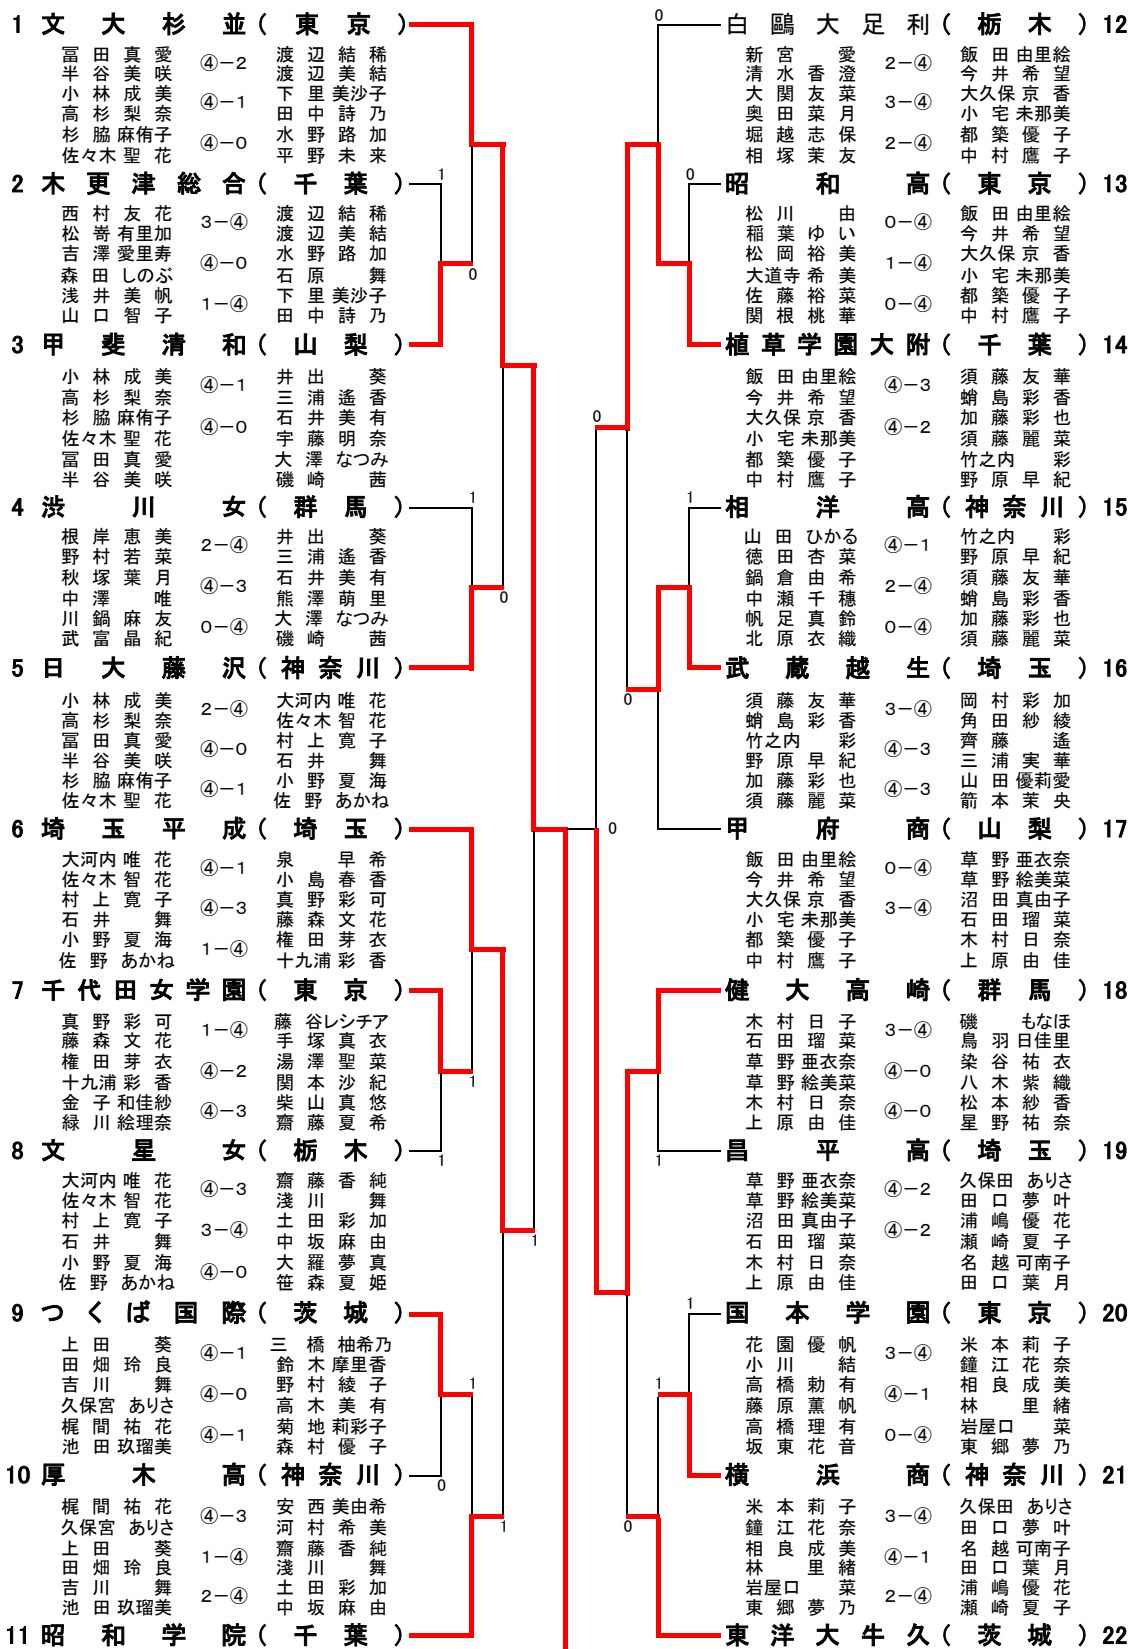 1 文大杉並(東京)
冨田真愛 ④−2 渡辺結稀
半谷美咲 渡辺美結
小林成美 ④−1 下里美沙子
高杉梨奈 田中詩乃
杉脇麻侑子 ④−0 水野路加
佐々木聖花 平野未来
2 木更津総合(千葉) 1
西村友花 3−④ 渡辺結稀
松嵜有里加 渡辺美結
吉澤愛里寿 ④−0 水野路加
森田しのぶ 石原舞
浅井美帆 1−④ 下里美沙子
山口智子 田中詩乃
0
3 甲斐清和(山梨)
小林成美 ④−1 井出葵
高杉梨奈 三浦遙香
杉脇麻侑子 ④−0 石井美有
佐々木聖花 宇藤明奈
冨田真愛 大澤なつみ
半谷美咲 磯崎茜
4 渋川女(群馬) 1
根岸恵美 2−④ 井出葵
野村若菜 三浦遙香
秋塚葉月 ④−3 石井美有
中澤唯 熊澤萌里
川鍋麻友 0−④ 大澤なつみ
武富晶紀 磯崎茜
0
5 日大藤沢(神奈川)
小林成美 2−④ 大河内唯花
高杉梨奈 佐々木智花
冨田真愛 ④−0 村上寛子
半谷美咲 石井舞
杉脇麻侑子 ④−1 小野夏海
佐々木聖花 佐野あかね
6 埼玉平成(埼玉)
大河内唯花 ④−1 泉早希
佐々木智花 小島春香
村上寛子 ④−3 真野彩可
石井舞 藤森文花
小野夏海 1−④ 権田芽衣
佐野あかね 十九浦彩香
7 千代田女学園(東京)
真野彩可 1−④ 藤谷レシチア
藤森文花 手塚真衣
権田芽衣 ④−2 湯澤聖菜
十九浦彩香 関本沙紀
金子和佳紗 ④−3 柴山真悠
緑川絵理奈 齋藤夏希
1
8 文星女(栃木) 1
大河内唯花 ④−3 齋藤香純
佐々木智花 淺川舞
村上寛子 3−④ 土田彩加
石井舞 中坂麻由
小野夏海 ④−0 大羅夢真
佐野あかね 笹森夏姫
1
9 つくば国際(茨城)
上田葵 ④−1 三橋柚希乃
田畑玲良 鈴木摩里香
吉川舞 ④−0 野村綾子
久保宮ありさ 高木美有
梶間祐花 ④−1 菊地莉彩子
池田玖瑠美 森村優子
1
10 厚木高(神奈川) 0
梶間祐花 ④−3 安西美由希
久保宮ありさ 河村希美
上田葵 1−④ 齋藤香純
田畑玲良 淺川舞
吉川舞 2−④ 土田彩加
池田玖瑠美 中坂麻由
1
11 昭和学院(千葉)
0
白鷗大足利(栃木) 12
新宮愛 2−④ 飯田由里絵
清水香澄 今井希望
大関友菜 3−④ 大久保京香
奥田菜月 小宅未那美
堀越志保 2−④ 都築優子
相塚茉友 中村鷹子
0 昭和高(東京) 13
松川由 0−④ 飯田由里絵
稲葉ゆい 今井希望
松岡裕美 1−④ 大久保京香
大道寺希美 小宅未那美
佐藤裕菜 0−④ 都築優子
関根桃華 中村鷹子
植草学園大附(千葉) 14
飯田由里絵 ④−3 須藤友華
今井希望 蛸島彩香
大久保京香 ④−2 加藤彩也
小宅未那美 須藤麗菜
都築優子 竹之内彩
中村鷹子 野原早紀
0
1 相洋高(神奈川) 15
山田ひかる ④−1 竹之内彩
徳田杏菜 野原早紀
鍋倉由希 2−④ 須藤友華
中瀬千穂 蛸島彩香
帆足真鈴 0−④ 加藤彩也
北原衣織 須藤麗菜
武蔵越生(埼玉) 16
0
須藤友華 3−④ 岡村彩加
蛸島彩香 角田紗綾
竹之内彩 ④−3 齊藤遙
野原早紀 三浦実華
加藤彩也 ④−3 山田優莉愛
須藤麗菜 箭本茉央
0
甲府商(山梨) 17
飯田由里絵 0−④ 草野亜衣奈
今井希望 草野絵美菜
大久保京香 3−④ 沼田真由子
小宅未那美 石田瑠菜
都築優子 木村日奈
中村鷹子 上原由佳
健大高崎(群馬) 18
木村日子 3−④ 磯もなほ
石田瑠菜 鳥羽日佳里
草野亜衣奈 ④−0 染谷祐衣
草野絵美菜 八木紫織
木村日奈 ④−0 松本紗香
上原由佳 星野祐奈
1 昌平高(埼玉) 19
草野亜衣奈 ④−2 久保田ありさ
草野絵美菜 田口夢叶
沼田真由子 ④−2 浦嶋優花
石田瑠菜 瀬崎夏子
木村日奈 名越可南子
上原由佳 田口葉月
1 国本学園(東京) 20
花園優帆 3−④ 米本莉子
小川結 鐘江花奈
高橋勅有 ④−1 相良成美
藤原薫帆 林里緒
高橋理有 0−④ 岩屋口菜
坂東花音 東郷夢乃
1
横浜商(神奈川) 21
米本莉子 3−④ 久保田ありさ
鐘江花奈 田口夢叶
相良成美 ④−1 名越可南子
林里緒 田口葉月
岩屋口菜 2−④ 浦嶋優花
東郷夢乃 瀬崎夏子
0
東洋大牛久(茨城) 22